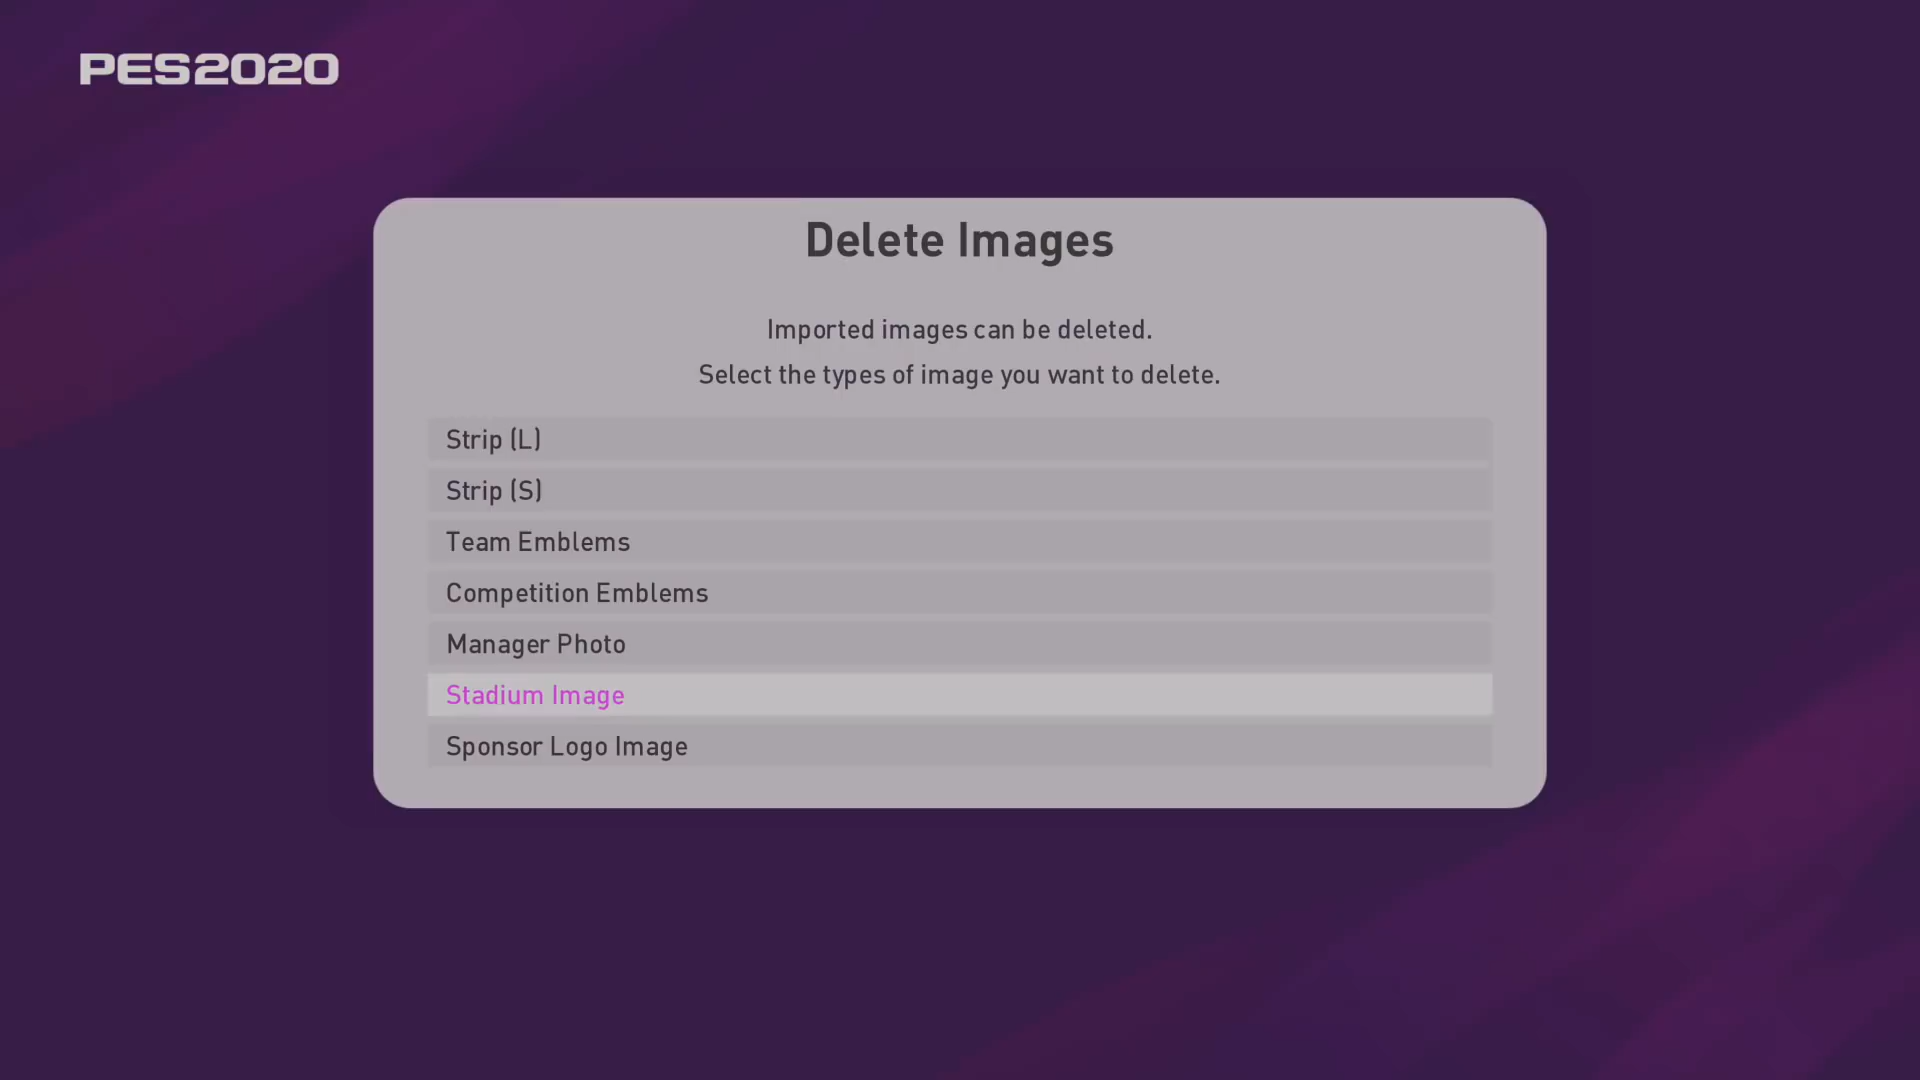 PES2020
Delete Images
Imported images can be deleted.
Select the types of image you want to delete.
Strip (L)
Strip (S)
Team Emblems
Competition Emblems
Manager Photo
Stadium Image
Sponsor Logo Image